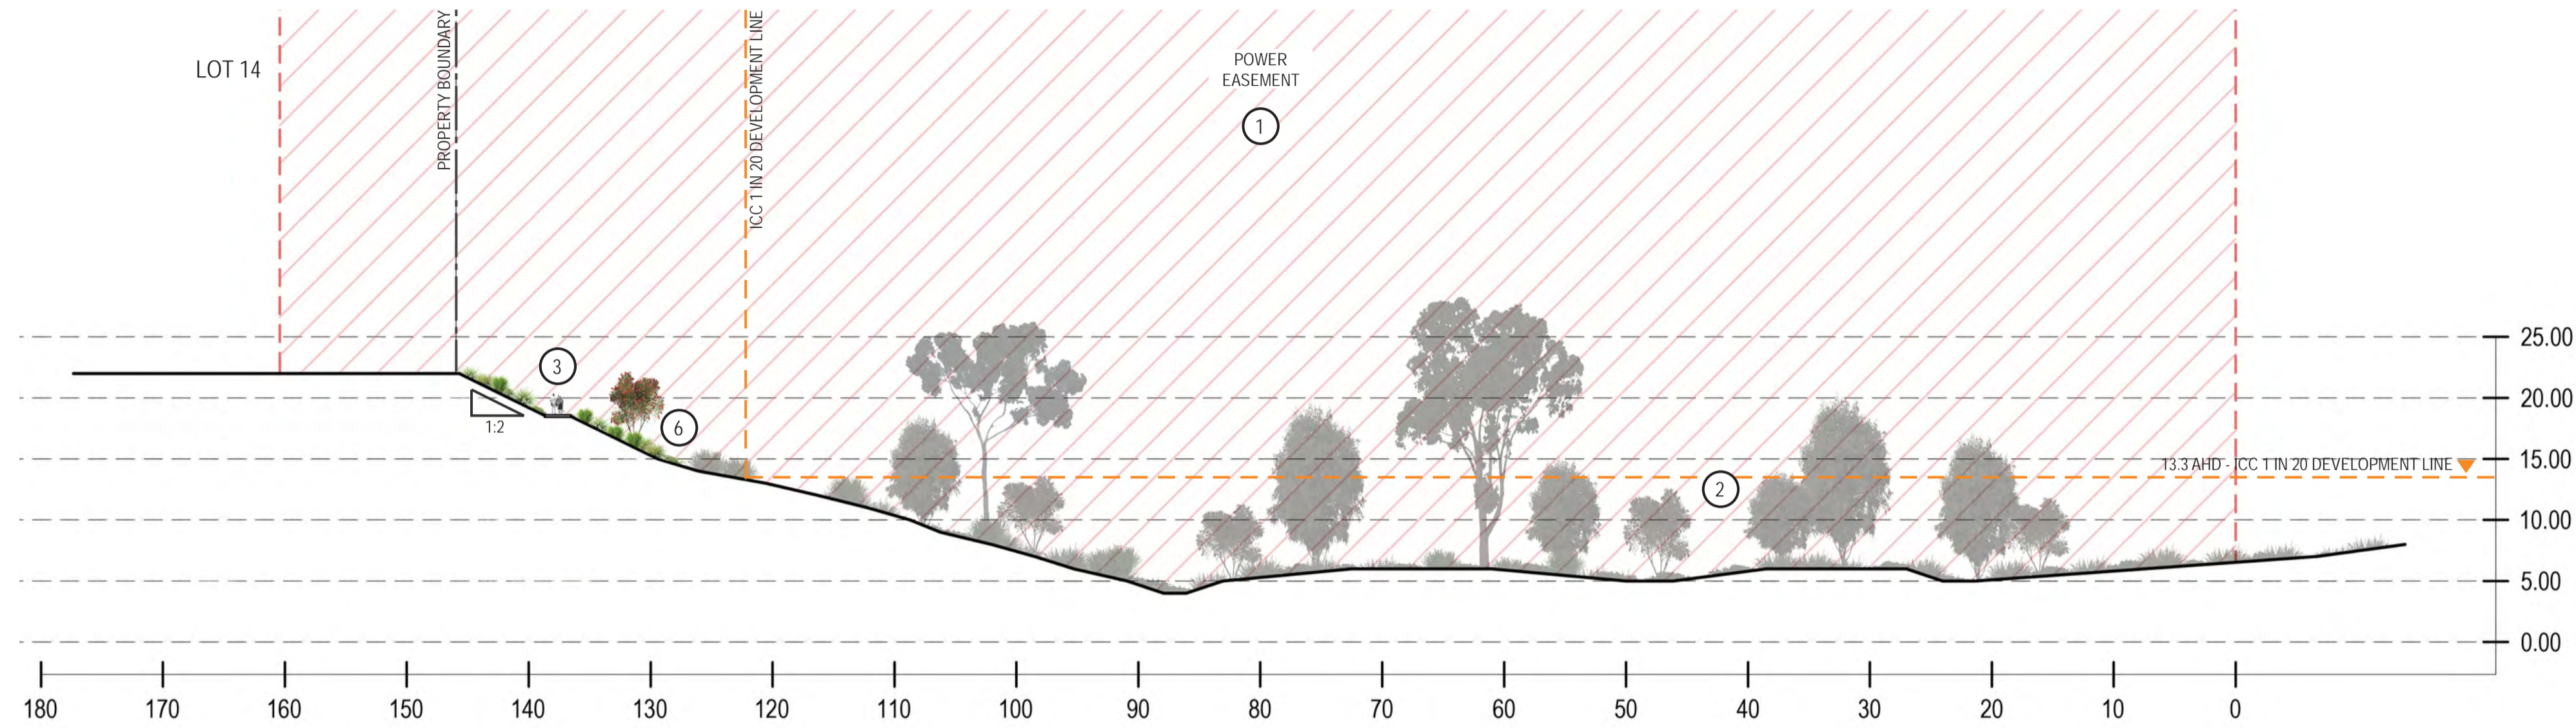 LOT 14
PROPERTY BOUNDARY
ICC 1 IN 20 DEVELOPMENT LINE
POWER
EASEMENT
1
3
6
1:2
2
13.3 AHD - ICC 1 IN 20 DEVELOPMENT LINE
25.00
20.00
15.00
10.00
5.00
0.00
180 170 160 150 140 130 120 110 100 90 80 70 60 50 40 30 20 10 0